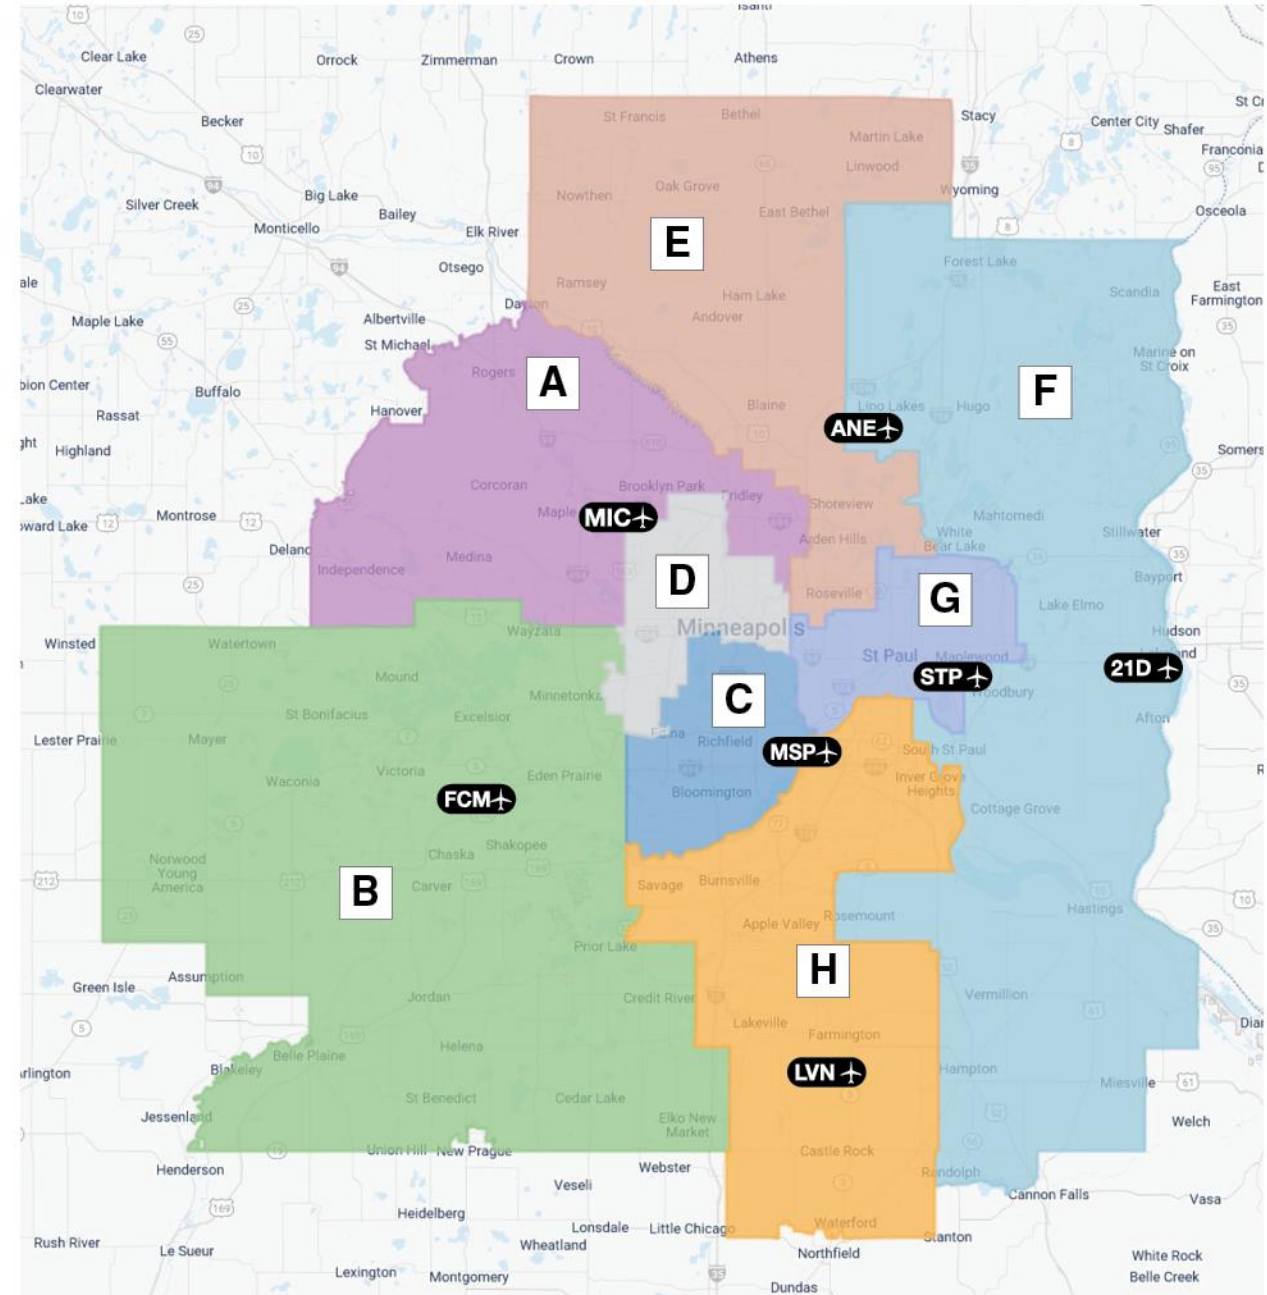 Isanti
Clear Lake
Orrock
Zimmerman
Crown
Athens
Clearwater
Becker
St Francis
Bethel
Stacy
Center City
Shafer
Martin Lake
Franconia
Linwood
Big Lake
Nowthen
Oak Grove
Wyoming
Silver Creek
Bailey
East Bethel
Osceola
Monticello
Elk River
E
Otsego
Forest Lake
Ramsey
Ham Lake
Scandia
East
Farmington
Dayton
Andover
Maple Lake
Albertville
St Michael
Marine on
St Croix
Rogers
A
F
Buffalo
Hanover
Blaine
Lino Lakes
Hugo
Rassat
ANE
Highland
Corcoran
Brooklyn Park
Fridley
Shoreview
Montrose
Maple
MIC
Mahtomedi
Arden Hills
White
Bear Lake
Stillwater
Medina
Independence
D
Bayport
Roseville
G
Lake Elmo
Minneapolis
Wayzata
Hudson
Winsted
Watertown
St Paul
Maplewood
21D
Mound
STP
Woodbury
Minnetonka
C
St Bonifacius
Excelsior
Afton
Lester Prairie
Mayer
Edina
Richfield
MSP
South St Paul
Victoria
Waconia
Eden Prairie
Inver Grove
Heights
FCM
Bloomington
Cottage Grove
Chaska
Shakopee
Norwood
Young
America
B
Carver
Savage
Burnsville
Hastings
Apple Valley
Rosemount
Prior Lake
H
Assumption
Green Isle
Jordan
Credit River
Vermillion
Lakeville
Farmington
Belle Plaine
Helena
Blakeley
LVN
Hampton
Miesville
St Benedict
Cedar Lake
Jessenland
Elko New
Market
Welch
Union Hill
New Prague
Castle Rock
Henderson
Webster
Randolph
Veseli
Cannon Falls
Vasa
Heidelberg
Lonsdale
Little Chicago
Waterford
Stanton
Rush River
Le Sueur
Wheatland
Northfield
White Rock
Lexington
Montgomery
Belle Creek
Dundas